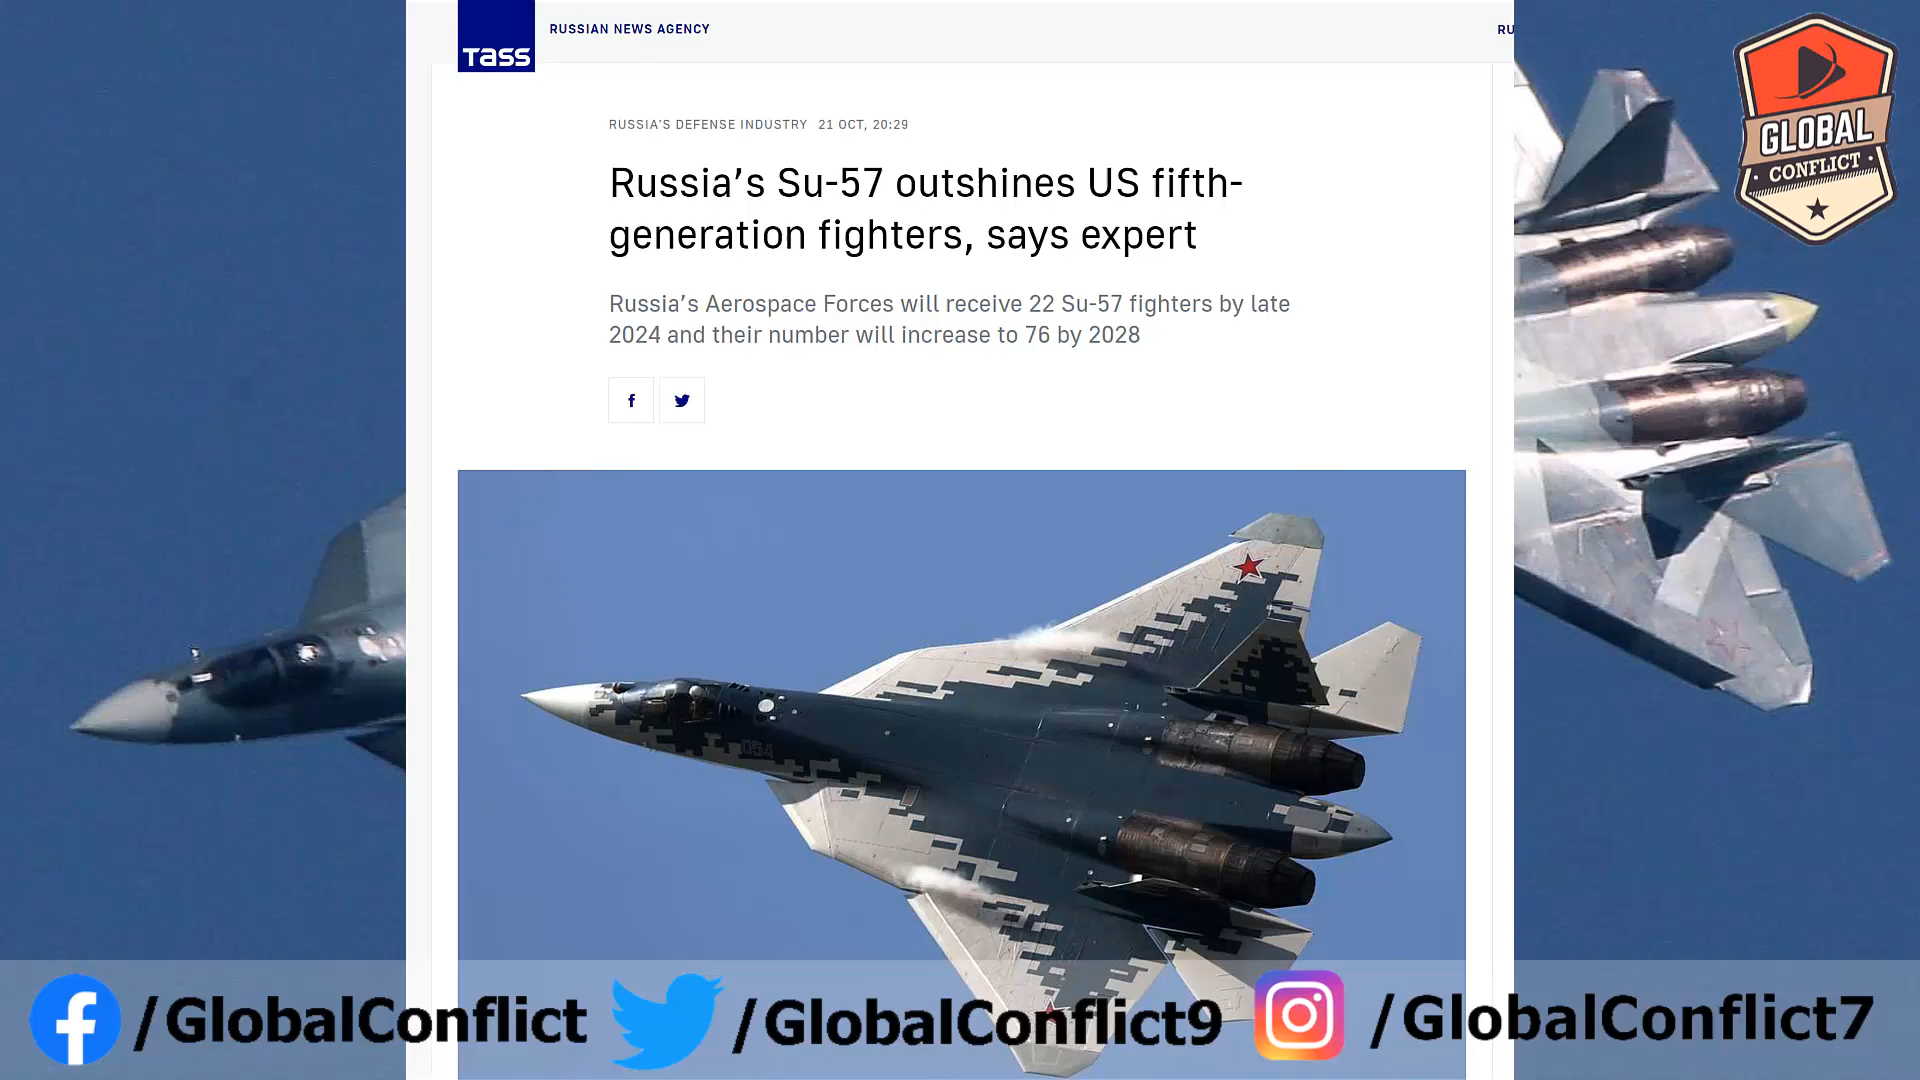 Tass
RUSSIAN NEWS AGENCY
RU
RUSSIA'S DEFENSE INDUSTRY 21 OCT, 20:29
Russia’s Su-57 outshines US fifth-
generation fighters, says expert
Russia’s Aerospace Forces will receive 22 Su-57 fighters by late
2024 and their number will increase to 76 by 2028
GLOBAL
CONFLICT
054
/GlobalConflict
/GlobalConflict9
/GlobalConflict7